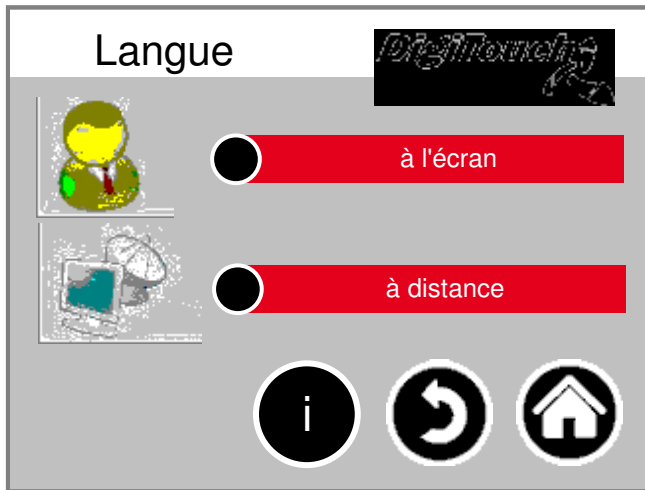 Langue
DigiTouch
à l'écran
à distance
i